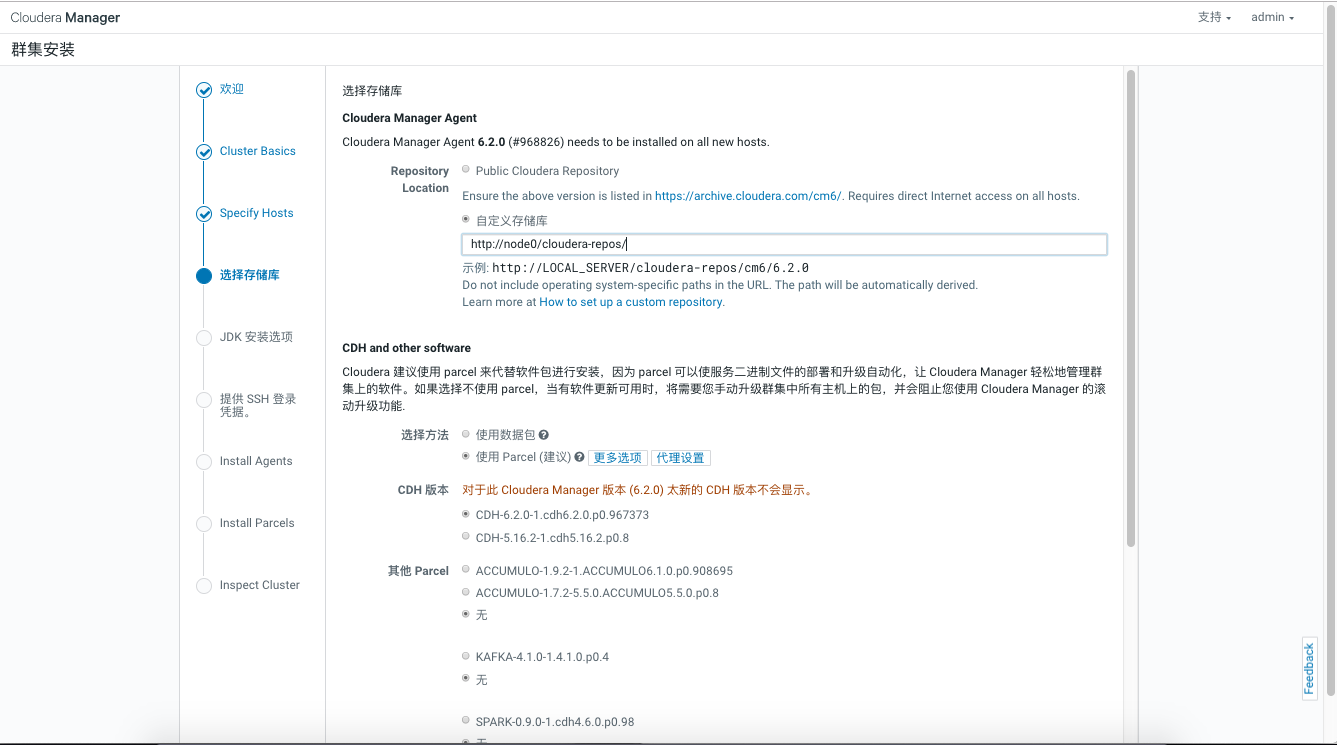 Cloudera Manager
支持
admin
群集安装
欢迎
Cluster Basics
Specify Hosts
选择存储库
JDK 安装选项
提供 SSH 登录
凭据。
Install Agents
Install Parcels
Inspect Cluster
选择存储库
Cloudera Manager Agent
Cloudera Manager Agent 6.2.0 (#968826) needs to be installed on all new hosts.
Repository
Location
Public Cloudera Repository
Ensure the above version is listed in https://archive.cloudera.com/cm6/. Requires direct Internet access on all hosts.
自定义存储库
http://node0/cloudera-repos/
示例: http://LOCAL_SERVER/cloudera-repos/cm6/6.2.0
Do not include operating system-specific paths in the URL. The path will be automatically derived.
Learn more at How to set up a custom repository.
CDH and other software
Cloudera 建议使用 parcel 来代替软件包进行安装，因为 parcel 可以使服务二进制文件的部署和升级自动化，让 Cloudera Manager 轻松地管理群
集上的软件。如果选择不使用 parcel，当有软件更新可用时，将需要您手动升级群集中所有主机上的包，并会阻止您使用 Cloudera Manager 的滚
动升级功能.
选择方法
使用数据包
使用 Parcel (建议) 更多选项 代理设置
CDH 版本
对于此 Cloudera Manager 版本 (6.2.0) 太新的 CDH 版本不会显示。
CDH-6.2.0-1.cdh6.2.0.p0.967373
CDH-5.16.2-1.cdh5.16.2.p0.8
其他 Parcel
ACCUMULO-1.9.2-1.ACCUMULO6.1.0.p0.908695
ACCUMULO-1.7.2-5.5.0.ACCUMULO5.5.0.p0.8
无
KAFKA-4.1.0-1.4.1.0.p0.4
无
SPARK-0.9.0-1.cdh4.6.0.p0.98
无
Feedback